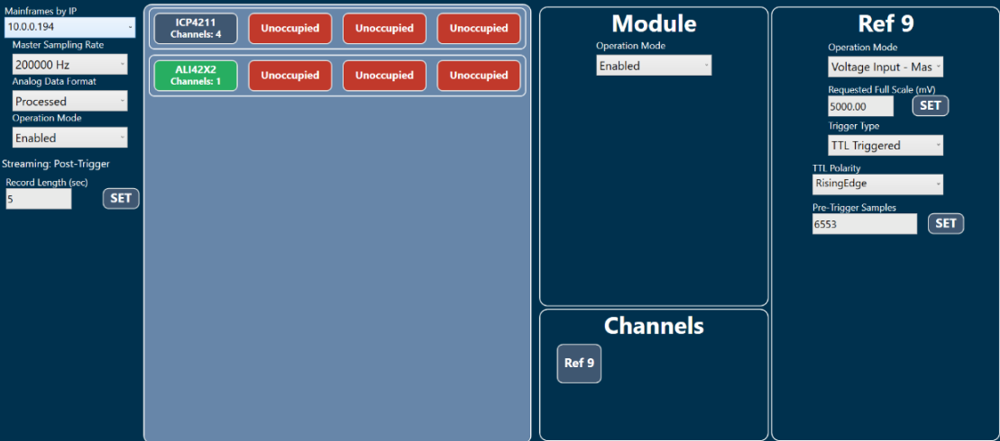 Mainframes by IP
10.0.0.194
Master Sampling Rate
200000 Hz
Analog Data Format
Processed
Operation Mode
Enabled
Streaming: Post-Trigger
Record Length (sec)
5
SET
ICP4211
Channels: 4
Unoccupied
Unoccupied
Unoccupied
ALI42X2
Channels: 1
Unoccupied
Unoccupied
Unoccupied
Module
Operation Mode
Enabled
Channels
Ref 9
Ref 9
Operation Mode
Voltage Input - Mas
Requested Full Scale (mV)
5000.00
SET
Trigger Type
TTL Triggered
TTL Polarity
RisingEdge
Pre-Trigger Samples
6553
SET